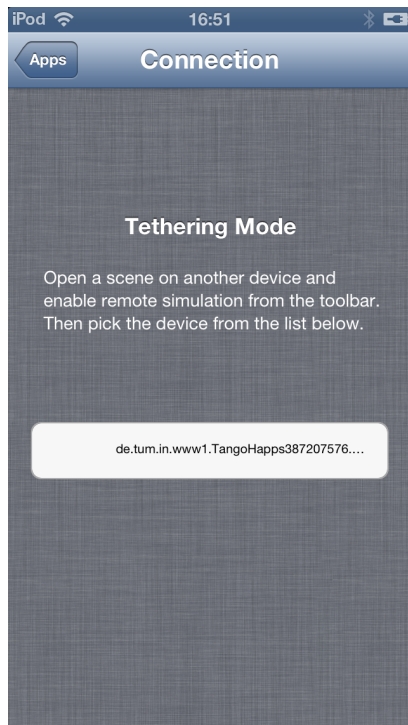 iPod 16:51
Apps Connection
Tethering Mode
Open a scene on another device and
enable remote simulation from the toolbar.
Then pick the device from the list below.
de.tum.in.www1.TangoHapps387207576.…